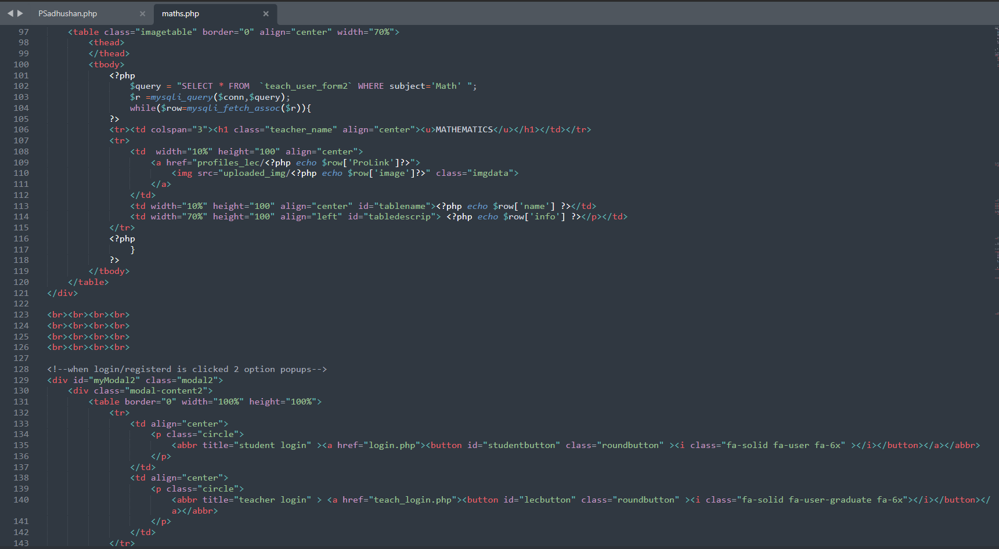 PSadhushan.php × maths.php ×
97 <table class="imagetable" border="0" align="center" width="70%">
98 <thead>
99 </thead>
100 <tbody>
101 <?php
102 $query = "SELECT * FROM  `teach_user_form2` WHERE subject='Math' ";
103 $r =mysqli_query($conn,$query);
104 while($row=mysqli_fetch_assoc($r)){
105 ?>
106 <tr><td colspan="3"><h1 class="teacher_name" align="center"><u>MATHEMATICS</u></h1></td></tr>
107 <tr>
108 <td  width="10%" height="100" align="center">
109 <a href="profiles_lec/<?php echo $row['ProLink']?>">
110 <img src="uploaded_img/<?php echo $row['image']?>" class="imgdata">
111 </a>
112 </td>
113 <td width="10%" height="100" align="center" id="tablename"><?php echo $row['name'] ?></td>
114 <td width="70%" height="100" align="left" id="tabledescrip"> <?php echo $row['info'] ?></p></td>
115 </tr>
116 <?php
117 }
118 ?>
119 </tbody>
120 </table>
121 </div>
122
123 <br><br><br><br>
124 <br><br><br><br>
125 <br><br><br><br>
126 <br><br><br><br>
127
128 <!--when login/registerd is clicked 2 option popups-->
129 <div id="myModal2" class="modal2">
130 <div class="modal-content2">
131 <table border="0" width="100%" height="100%">
132 <tr>
133 <td align="center">
134 <p class="circle">
135 <abbr title="student login" ><a href="login.php"><button id="studentbutton" class="roundbutton" ><i class="fa-solid fa-user fa-6x" ></i></button></a></abbr>
136 </p>
137 </td>
138 <td align="center">
139 <p class="circle">
140 <abbr title="teacher login" > <a href="teach_login.php"><button id="lecbutton" class="roundbutton" ><i class="fa-solid fa-user-graduate fa-6x"></i></button></
a></abbr>
141 </p>
142 </td>
143 </tr>